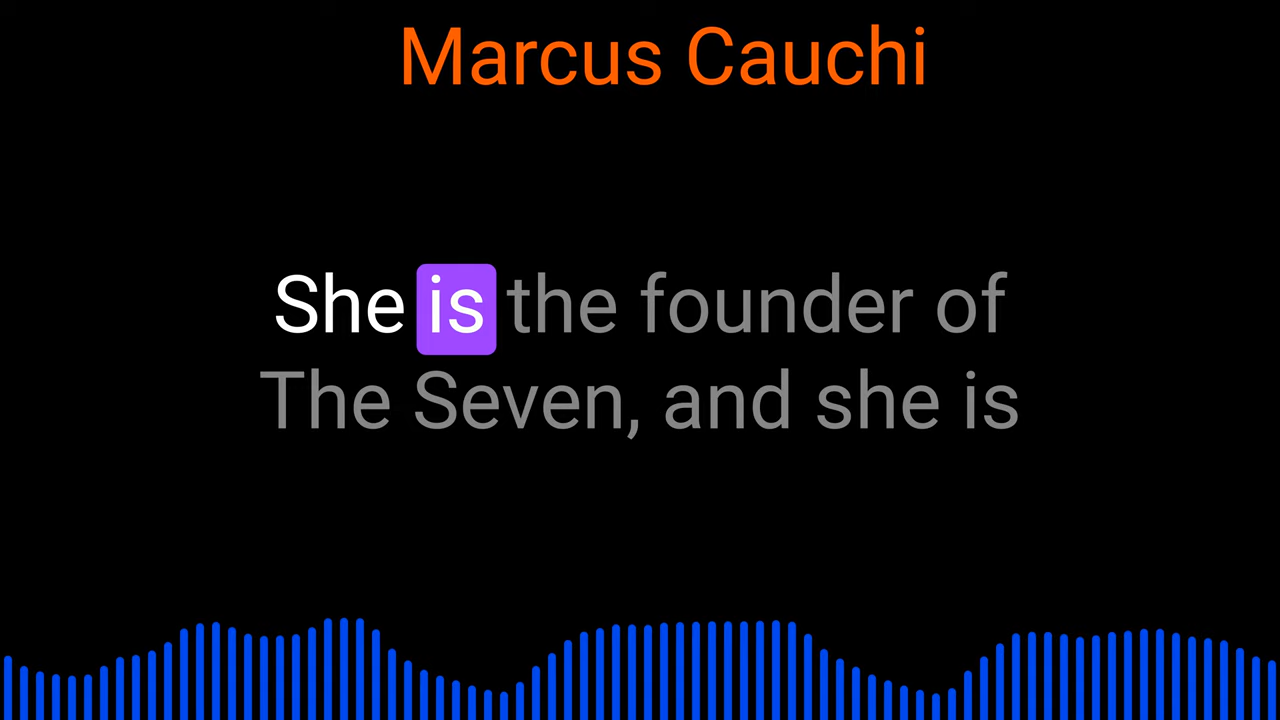 Marcus Cauchi
She is the founder of
The Seven, and she is